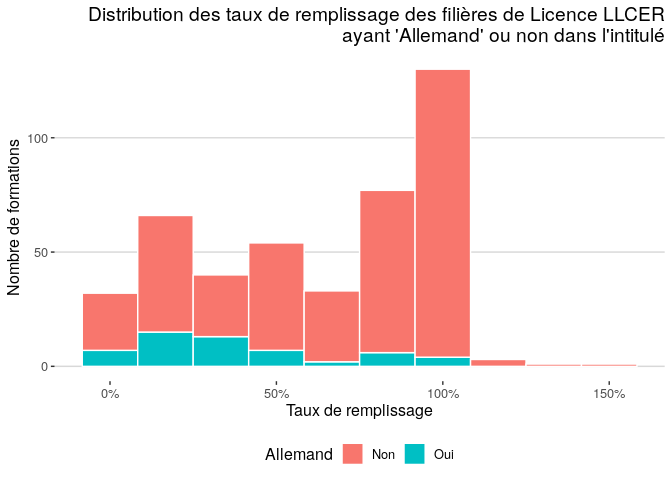 Distribution des taux de remplissage des filières de Licence LLCER
ayant 'Allemand' ou non dans l'intitulé
Nombre de formations
100
50
0
0%
50%
100%
150%
Taux de remplissage
Allemand
Non
Oui